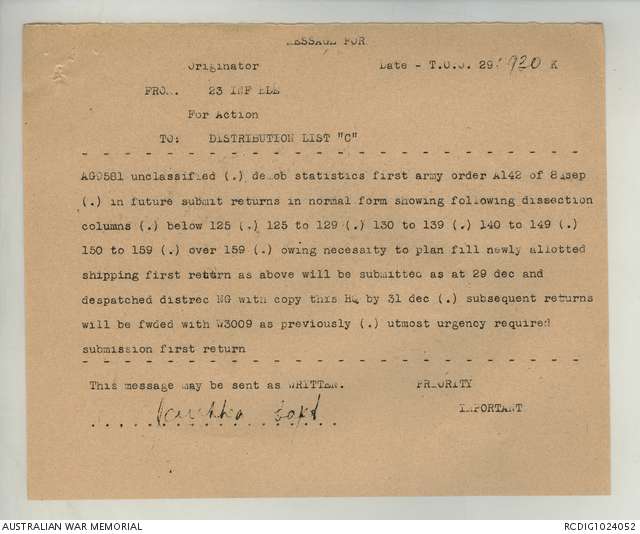 MESSAGE FOR
Originator Date - T.O.O. 291920 K
FROM. 23 INF BDE
For Action
TO: DISTRIBUTION LIST "C"
AG9581 unclassified (.) demob statistics first army order A142 of 8 sep
(.) in future submit returns in normal form showing following dissection
columns (.) below 125 (.) 125 to 129 (.) 130 to 139 (.) 140 to 149 (.)
150 to 159 (.) over 159 (.) owing necessity to plan fill newly allotted
shipping first return as above will be submitted as at 29 dec and
despatched distrec NG with copy this HQ by 31 dec (.) subsequent returns
will be fwded with W3009 as previously (.) utmost urgency required
submission first return
This message may be sent as WRITTEN. PRIORITY
Capt IMPORTANT
AUSTRALIAN WAR MEMORIAL RCDIG1024052